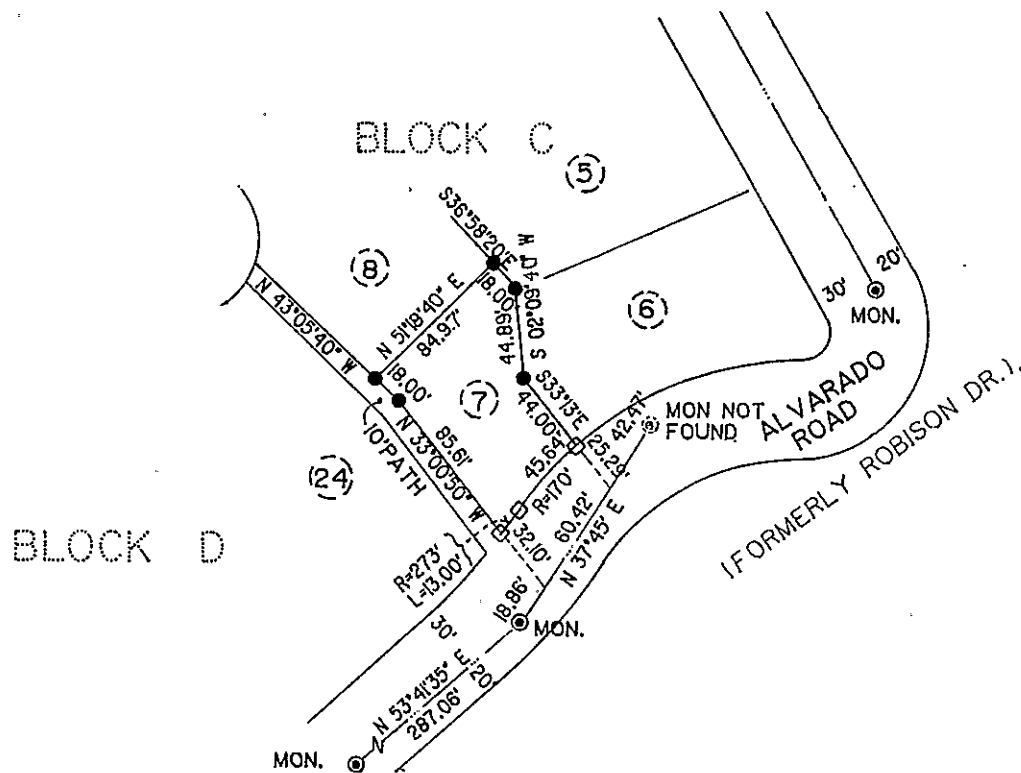 BLOCK C
5
S36°58'20"E
8
18.00'
S 02°09'40" W
N 51°19'40" E
84.97'
44.89'
6
20'
30'
MON.
N 43°05'40" W
18.00'
7
S33°13'E
44.00'
MON NOT
FOUND
ALVARADO
ROAD
(FORMERLY ROBISON DR.)
10' PATH
85.61'
N 33°00'50" W
45.64'
R=170'
25.29'
42.47'
24
60.42'
N 37°45' E
32.10'
BLOCK D
R=273'
L=13.00'
18.86'
MON.
30'
20'
N 53°41'35" E
287.06'
MON.